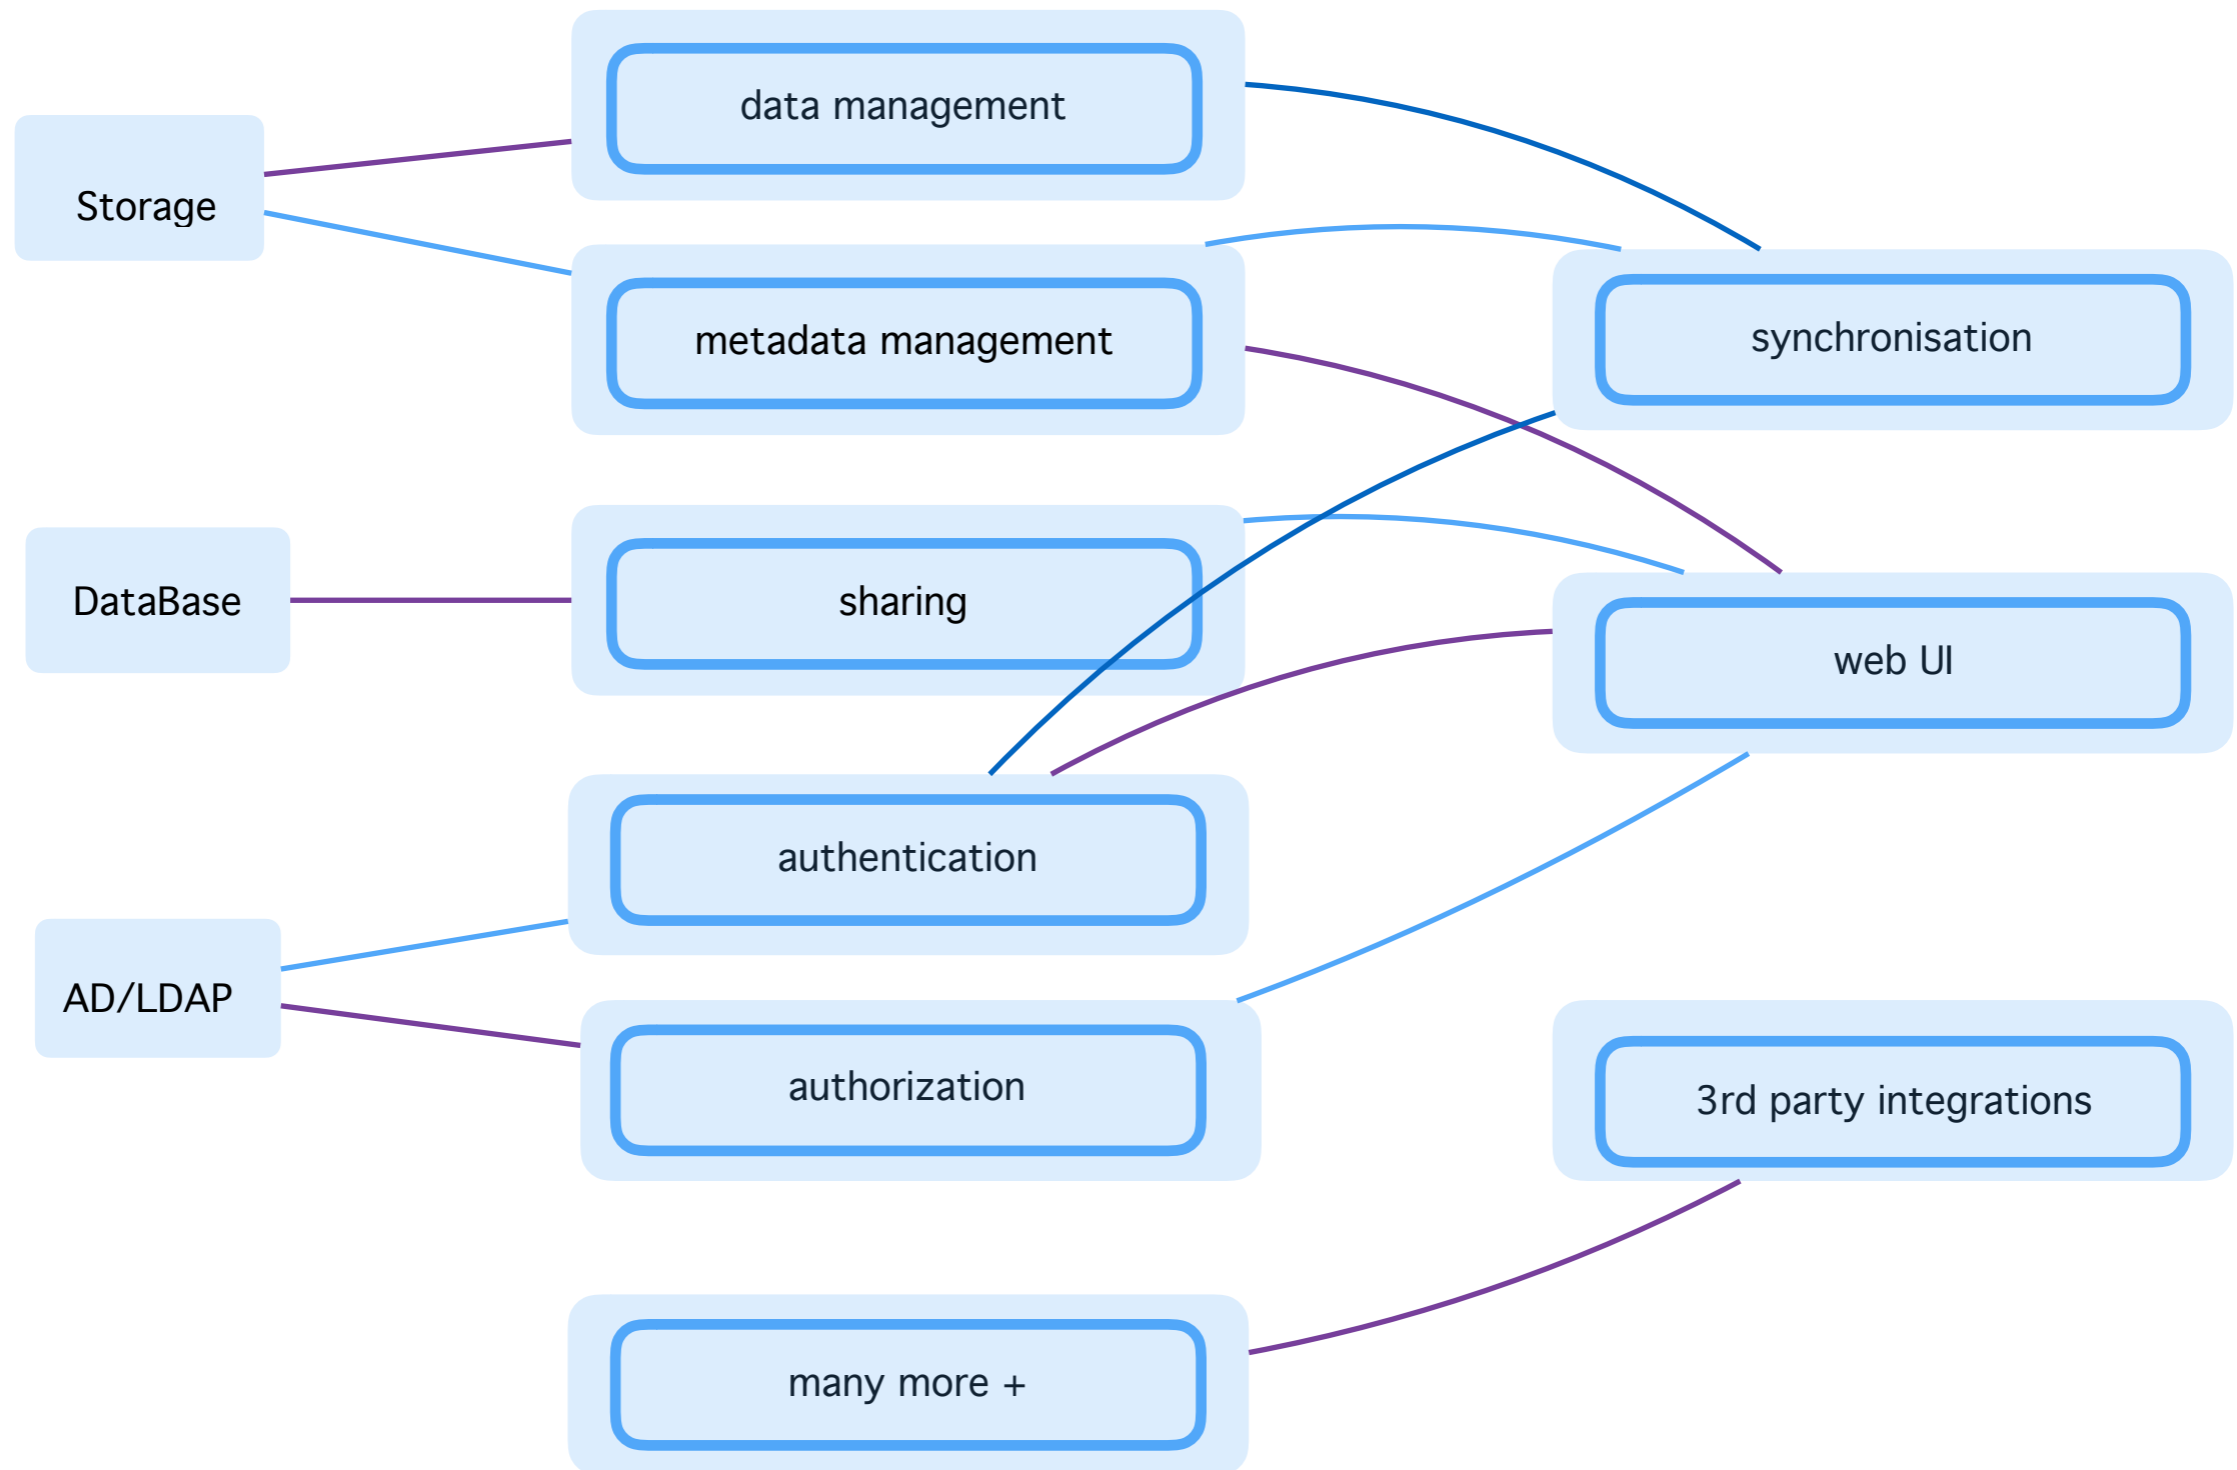 data management
Storage
metadata management
synchronisation
DataBase
sharing
web UI
authentication
AD/LDAP
authorization
3rd party integrations
many more +